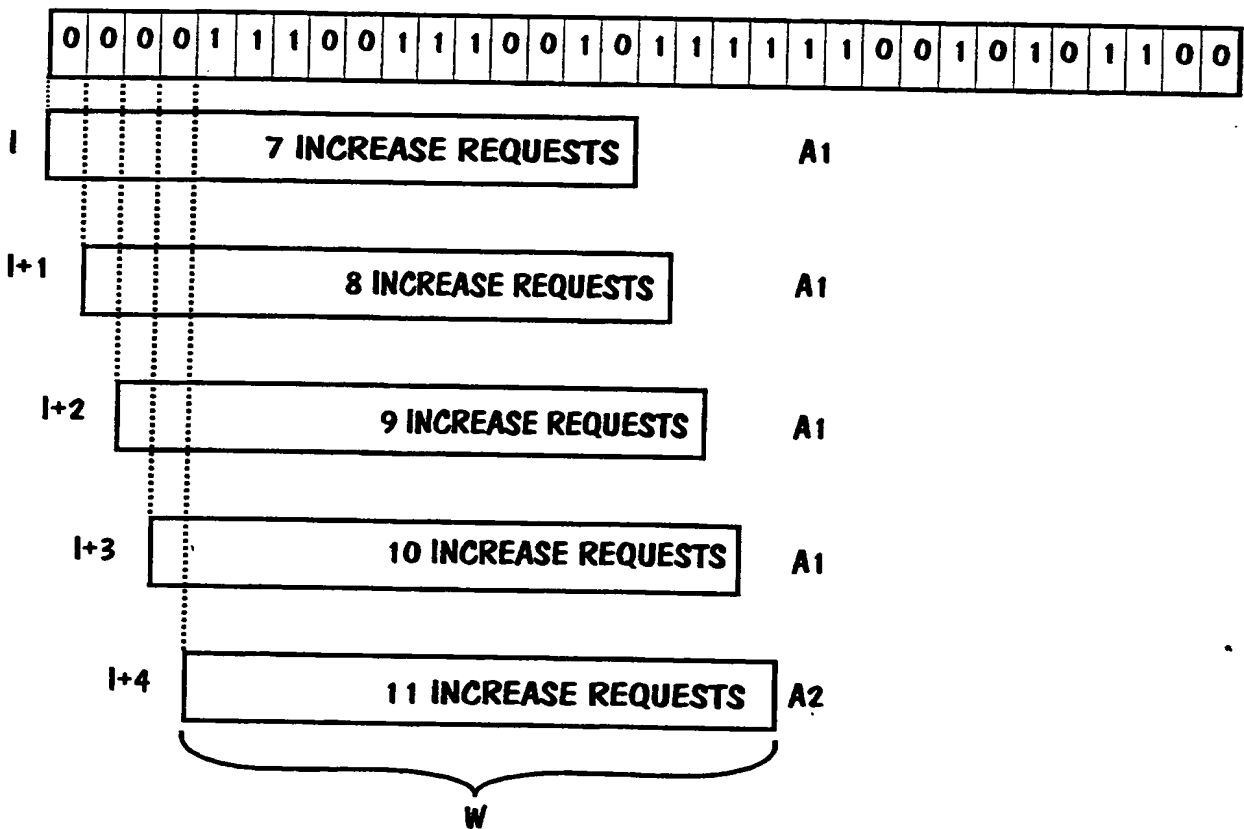 0 0 0 0 1 1 1 0 0 1 1 1 0 0 1 0 1 1 1 1 1 1 0 0 1 0 1 0 1 1 0 0
I 7 INCREASE REQUESTS A1
I+1 8 INCREASE REQUESTS A1
I+2 9 INCREASE REQUESTS A1
I+3 10 INCREASE REQUESTS A1
I+4 11 INCREASE REQUESTS A2
W